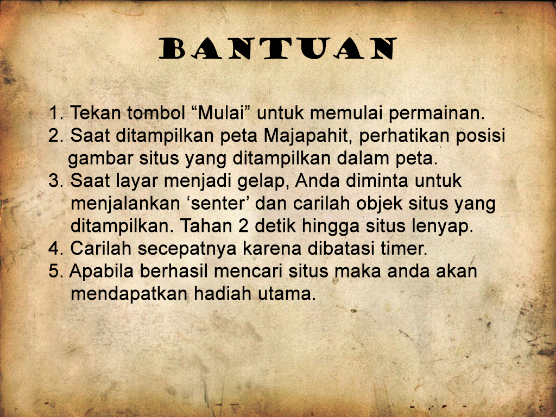 BANTUAN
1. Tekan tombol “Mulai” untuk memulai permainan.
2. Saat ditampilkan peta Majapahit, perhatikan posisi
gambar situs yang ditampilkan dalam peta.
3. Saat layar menjadi gelap, Anda diminta untuk
menjalankan ‘senter’ dan carilah objek situs yang
ditampilkan. Tahan 2 detik hingga situs lenyap.
4. Carilah secepatnya karena dibatasi timer.
5. Apabila berhasil mencari situs maka anda akan
mendapatkan hadiah utama.